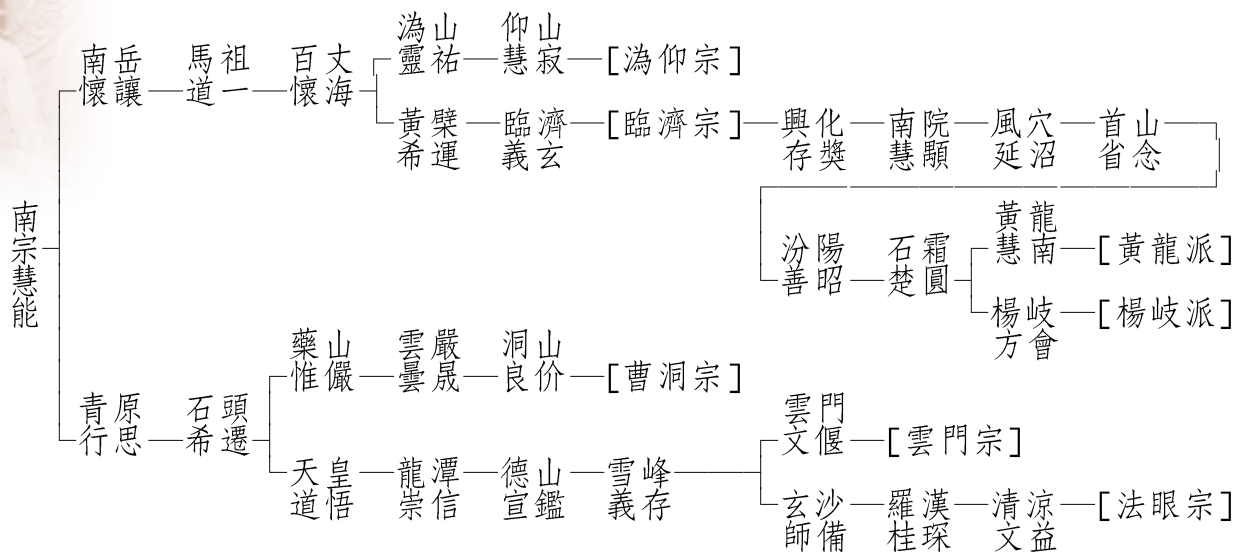 南宗慧能
南岳
懷讓
馬祖
道一
百丈
懷海
溈山
靈祐
仰山
慧寂
[溈仰宗]
黃檗
希運
臨濟
義玄
[臨濟宗]
興化
存獎
南院
慧顒
風穴
延沼
首山
省念
汾陽
善昭
石霜
楚圓
黃龍
慧南
[黃龍派]
楊岐
方會
[楊岐派]
青原
行思
石頭
希遷
藥山
惟儼
雲嚴
曇晟
洞山
良价
[曹洞宗]
天皇
道悟
龍潭
崇信
德山
宣鑑
雪峰
義存
雲門
文偃
[雲門宗]
玄沙
師備
羅漢
桂琛
清涼
文益
[法眼宗]